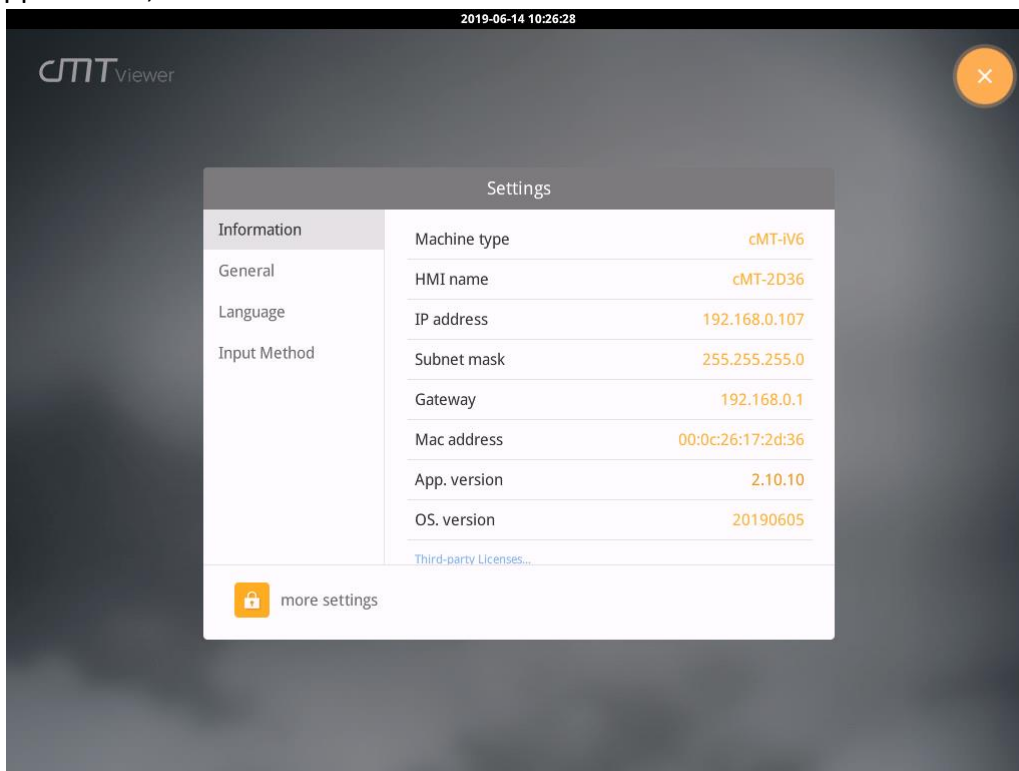 2019-06-14 10:26:28
cMT Viewer
Settings
Information
General
Language
Input Method
Machine type cMT-iV6
HMI name cMT-2D36
IP address 192.168.0.107
Subnet mask 255.255.255.0
Gateway 192.168.0.1
Mac address 00:0c:26:17:2d:36
App. version 2.10.10
OS. version 20190605
Third-party Licenses...
more settings